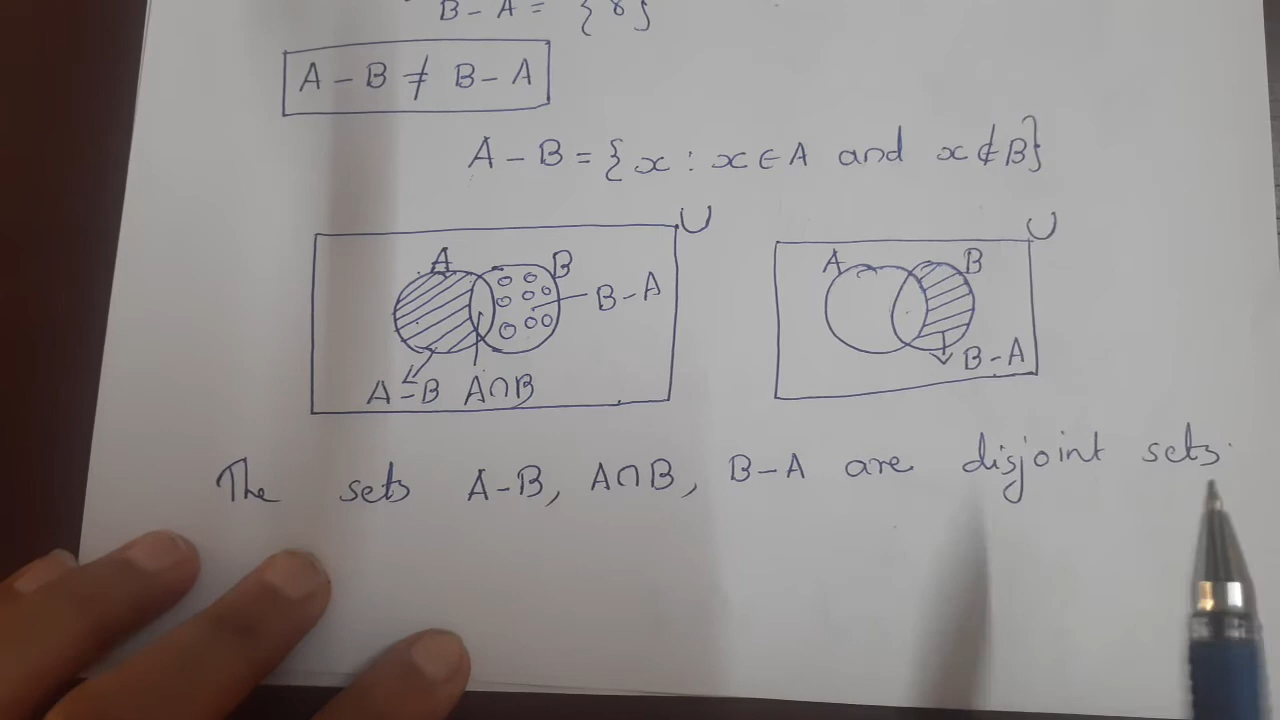 B - A = {8}
A - B ≠ B - A
A - B = {x : x ∈ A and x ∉ B}
U
A
B
B - A
A - B
A∩B
U
A
B
B - A
The sets A-B, A∩B, B-A are disjoint sets.